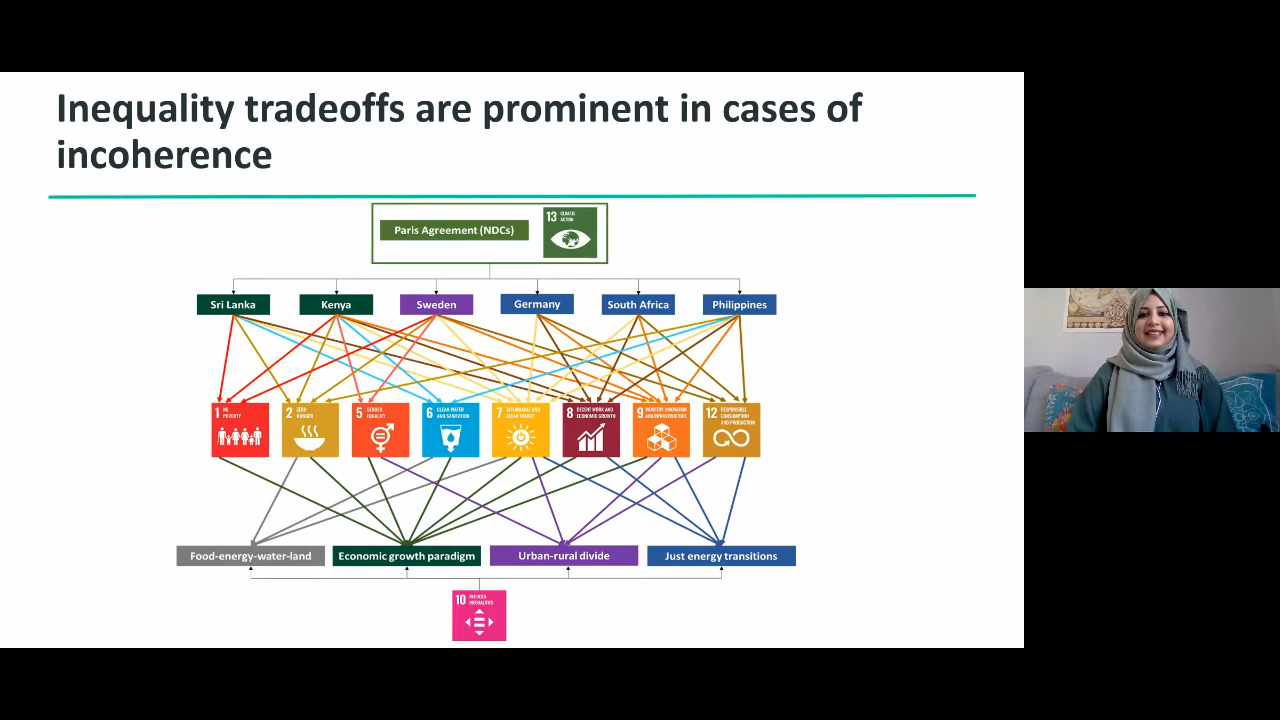 Inequality tradeoffs are prominent in cases of
incoherence
Paris Agreement (NDCs)
13 CLIMATE
ACTION
Sri Lanka
Kenya
Sweden
Germany
South Africa
Philippines
1 NO
POVERTY
2 ZERO
HUNGER
5 GENDER
EQUALITY
6 CLEAN WATER
AND SANITATION
7 AFFORDABLE AND
CLEAN ENERGY
8 DECENT WORK AND
ECONOMIC GROWTH
9 INDUSTRY, INNOVATION
AND INFRASTRUCTURE
12 RESPONSIBLE
CONSUMPTION
AND PRODUCTION
Food-energy-water-land
Economic growth paradigm
Urban-rural divide
Just energy transitions
10 REDUCED
INEQUALITIES